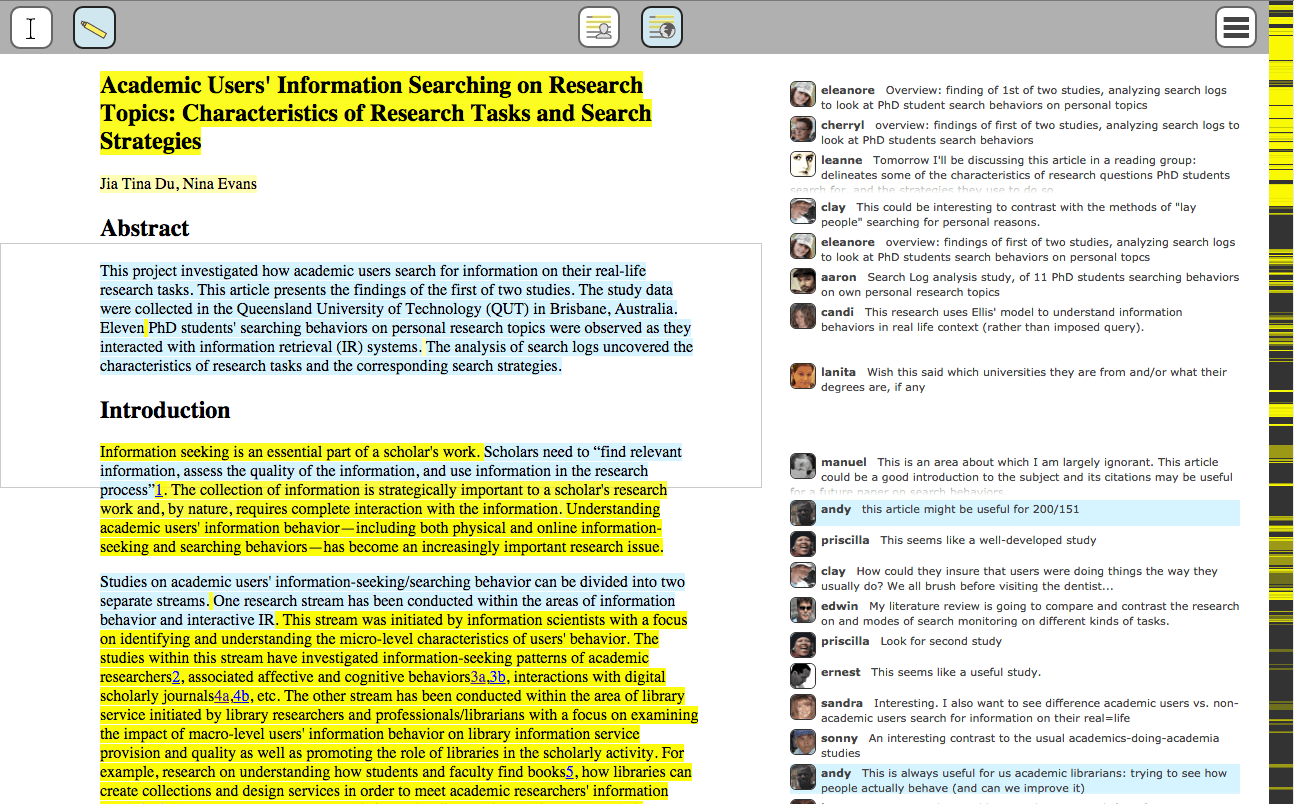 Academic Users' Information Searching on Research
Topics: Characteristics of Research Tasks and Search
Strategies
Jia Tina Du, Nina Evans
Abstract
This project investigated how academic users search for information on their real-life
research tasks. This article presents the findings of the first of two studies. The study data
were collected in the Queensland University of Technology (QUT) in Brisbane, Australia.
Eleven PhD students' searching behaviors on personal research topics were observed as they
interacted with information retrieval (IR) systems. The analysis of search logs uncovered the
characteristics of research tasks and the corresponding search strategies.
Introduction
Information seeking is an essential part of a scholar's work. Scholars need to “find relevant
information, assess the quality of the information, and use information in the research
process”1. The collection of information is strategically important to a scholar's research
work and, by nature, requires complete interaction with the information. Understanding
academic users' information behavior—including both physical and online information-
seeking and searching behaviors—has become an increasingly important research issue.
Studies on academic users' information-seeking/searching behavior can be divided into two
separate streams. One research stream has been conducted within the areas of information
behavior and interactive IR. This stream was initiated by information scientists with a focus
on identifying and understanding the micro-level characteristics of users' behavior. The
studies within this stream have investigated information-seeking patterns of academic
researchers2, associated affective and cognitive behaviors3a,3b, interactions with digital
scholarly journals4a,4b, etc. The other stream has been conducted within the area of library
service initiated by library researchers and professionals/librarians with a focus on examining
the impact of macro-level users' information behavior on library information service
provision and quality as well as promoting the role of libraries in the scholarly activity. For
example, research on understanding how students and faculty find books5, how libraries can
create collections and design services in order to meet academic researchers' information
eleanore Overview: finding of 1st of two studies, analyzing search logs
to look at PhD student search behaviors on personal topics
cherryl overview: findings of first of two studies, analyzing search logs to
look at PhD students search behaviors
leanne Tomorrow I'll be discussing this article in a reading group:
delineates some of the characteristics of research questions PhD students
search for, and the strategies they use to do so
clay This could be interesting to contrast with the methods of "lay
people" searching for personal reasons.
eleanore overview: findings of first of two studies, analyzing search logs
to look at PhD students search behaviors on personal topcs
aaron Search Log analysis study, of 11 PhD students searching behaviors
on own personal research topics
candi This research uses Ellis' model to understand information
behaviors in real life context (rather than imposed query).
lanita Wish this said which universities they are from and/or what their
degrees are, if any
manuel This is an area about which I am largely ignorant. This article
could be a good introduction to the subject and its citations may be useful
for a future paper on search behaviors
andy this article might be useful for 200/151
priscilla This seems like a well-developed study
clay How could they insure that users were doing things the way they
usually do? We all brush before visiting the dentist...
edwin My literature review is going to compare and contrast the research
on and modes of search monitoring on different kinds of tasks.
priscilla Look for second study
ernest This seems like a useful study.
sandra Interesting. I also want to see difference academic users vs. non-
academic users search for information on their real=life
sonny An interesting contrast to the usual academics-doing-academia
studies
andy This is always useful for us academic librarians: trying to see how
people actually behave (and can we improve it)